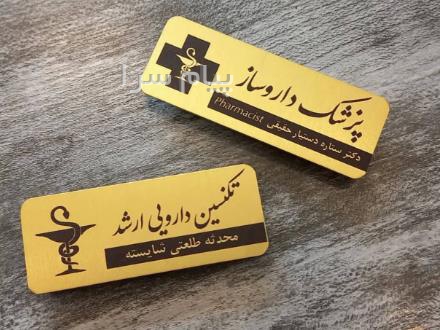 پیام سرا
پزشک داروساز
دکتر ستاره دستیار حقیقی Pharmacist
تکنسین دارویی ارشد
محدثه طلعتی شایسته